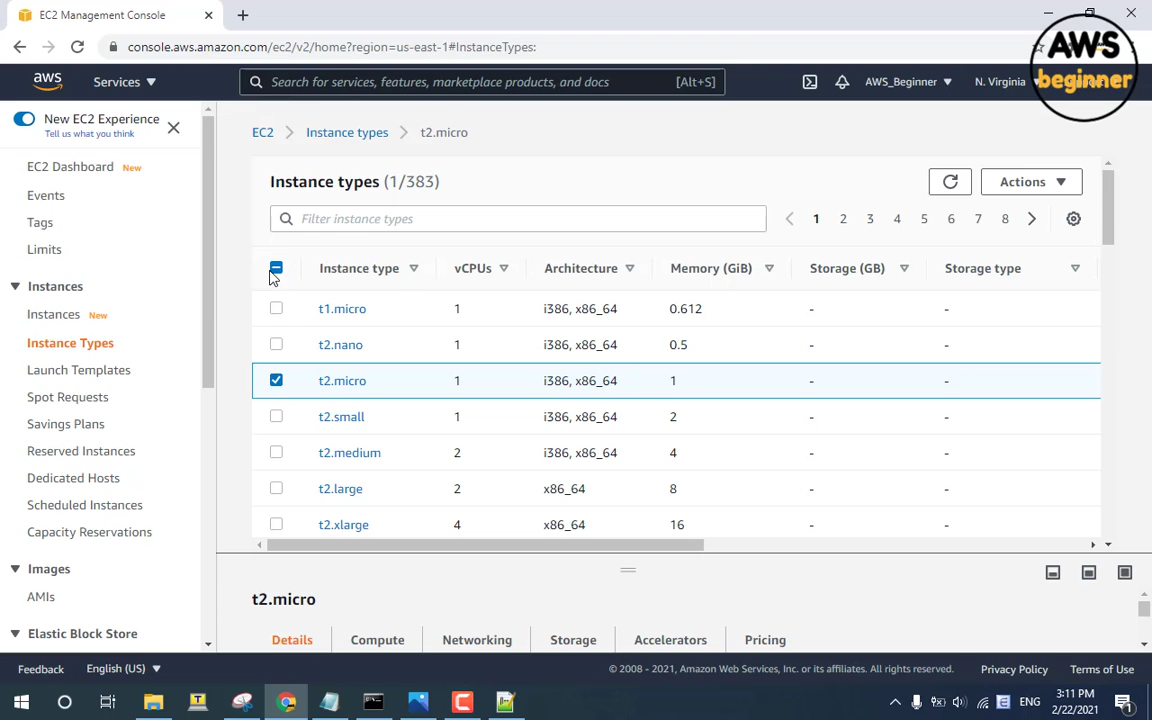 EC2 Management Console
console.aws.amazon.com/ec2/v2/home?region=us-east-1#InstanceTypes:
AWS
beginner
aws
Services
Search for services, features, marketplace products, and docs
[Alt+S]
AWS_Beginner
N. Virginia
New EC2 Experience
Tell us what you think
EC2 Dashboard New
Events
Tags
Limits
Instances
Instances New
Instance Types
Launch Templates
Spot Requests
Savings Plans
Reserved Instances
Dedicated Hosts
Scheduled Instances
Capacity Reservations
Images
AMIs
Elastic Block Store
EC2 Instance types t2.micro
Instance types (1/383)
Actions
Filter instance types
1 2 3 4 5 6 7 8
Instance type vCPUs Architecture Memory (GiB) Storage (GB) Storage type
t1.micro 1 i386, x86_64 0.612 - -
t2.nano 1 i386, x86_64 0.5 - -
t2.micro 1 i386, x86_64 1 - -
t2.small 1 i386, x86_64 2 - -
t2.medium 2 i386, x86_64 4 - -
t2.large 2 x86_64 8 - -
t2.xlarge 4 x86_64 16 - -
t2.micro
Details Compute Networking Storage Accelerators Pricing
Feedback English (US) © 2008 - 2021, Amazon Web Services, Inc. or its affiliates. All rights reserved. Privacy Policy Terms of Use
ENG
3:11 PM
2/22/2021